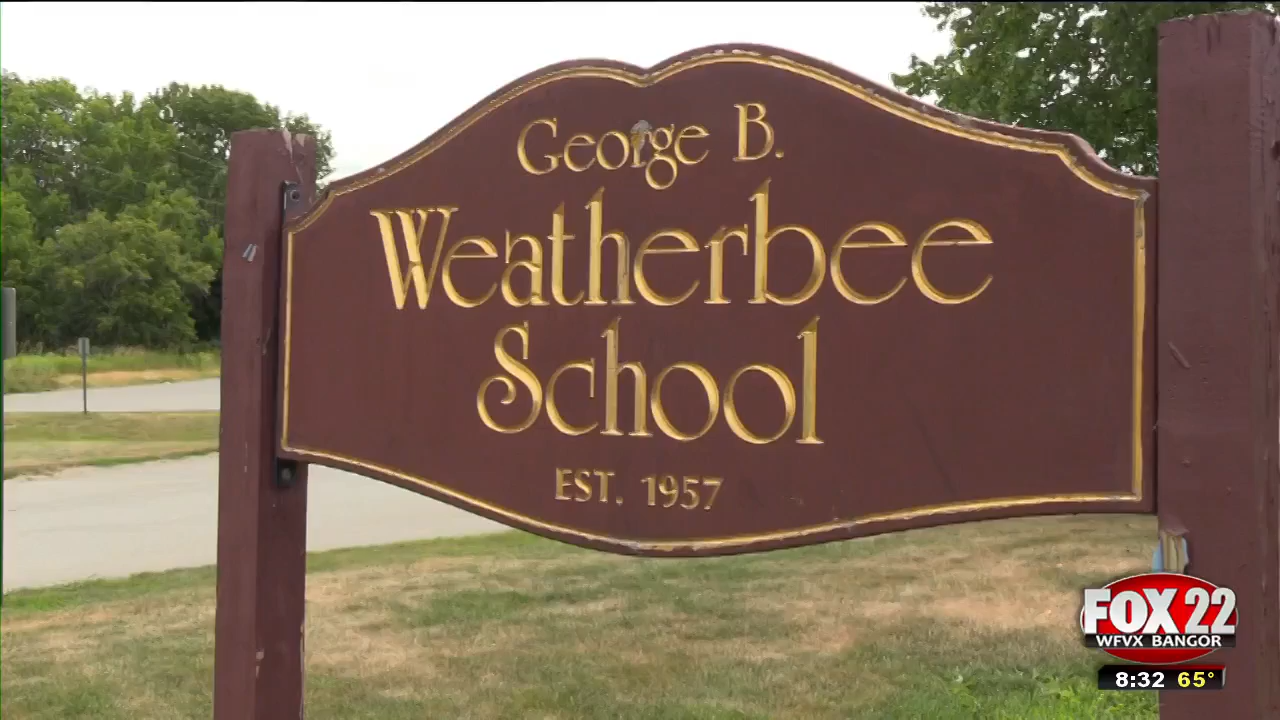 George B.
Weatherbee
School
EST. 1957
FOX 22
WFVX BANGOR
8:32 65°